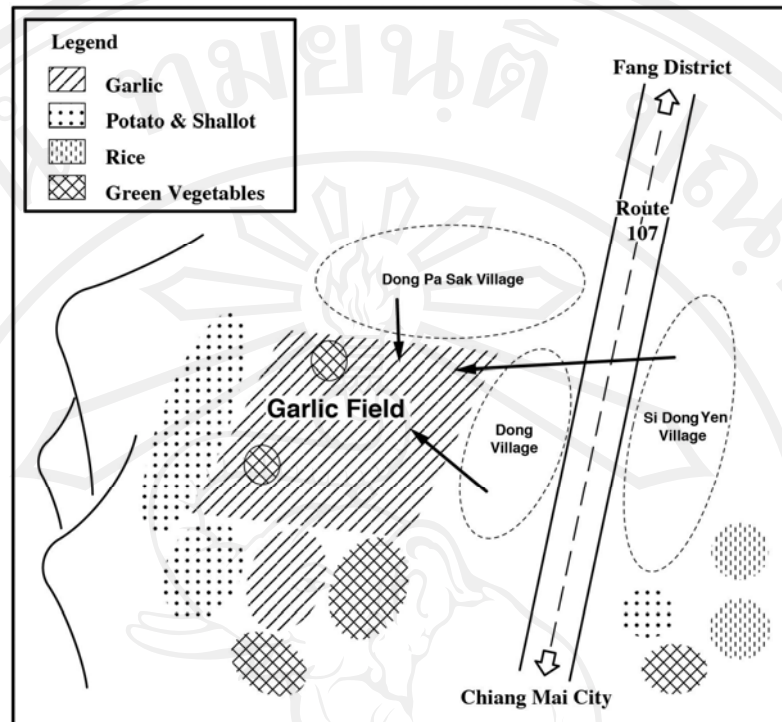 Legend
Garlic
Potato & Shallot
Rice
Green Vegetables
Fang District
Route
107
Dong Pa Sak Village
Garlic Field
Dong
Village
Si Dong Yen
Village
Chiang Mai City